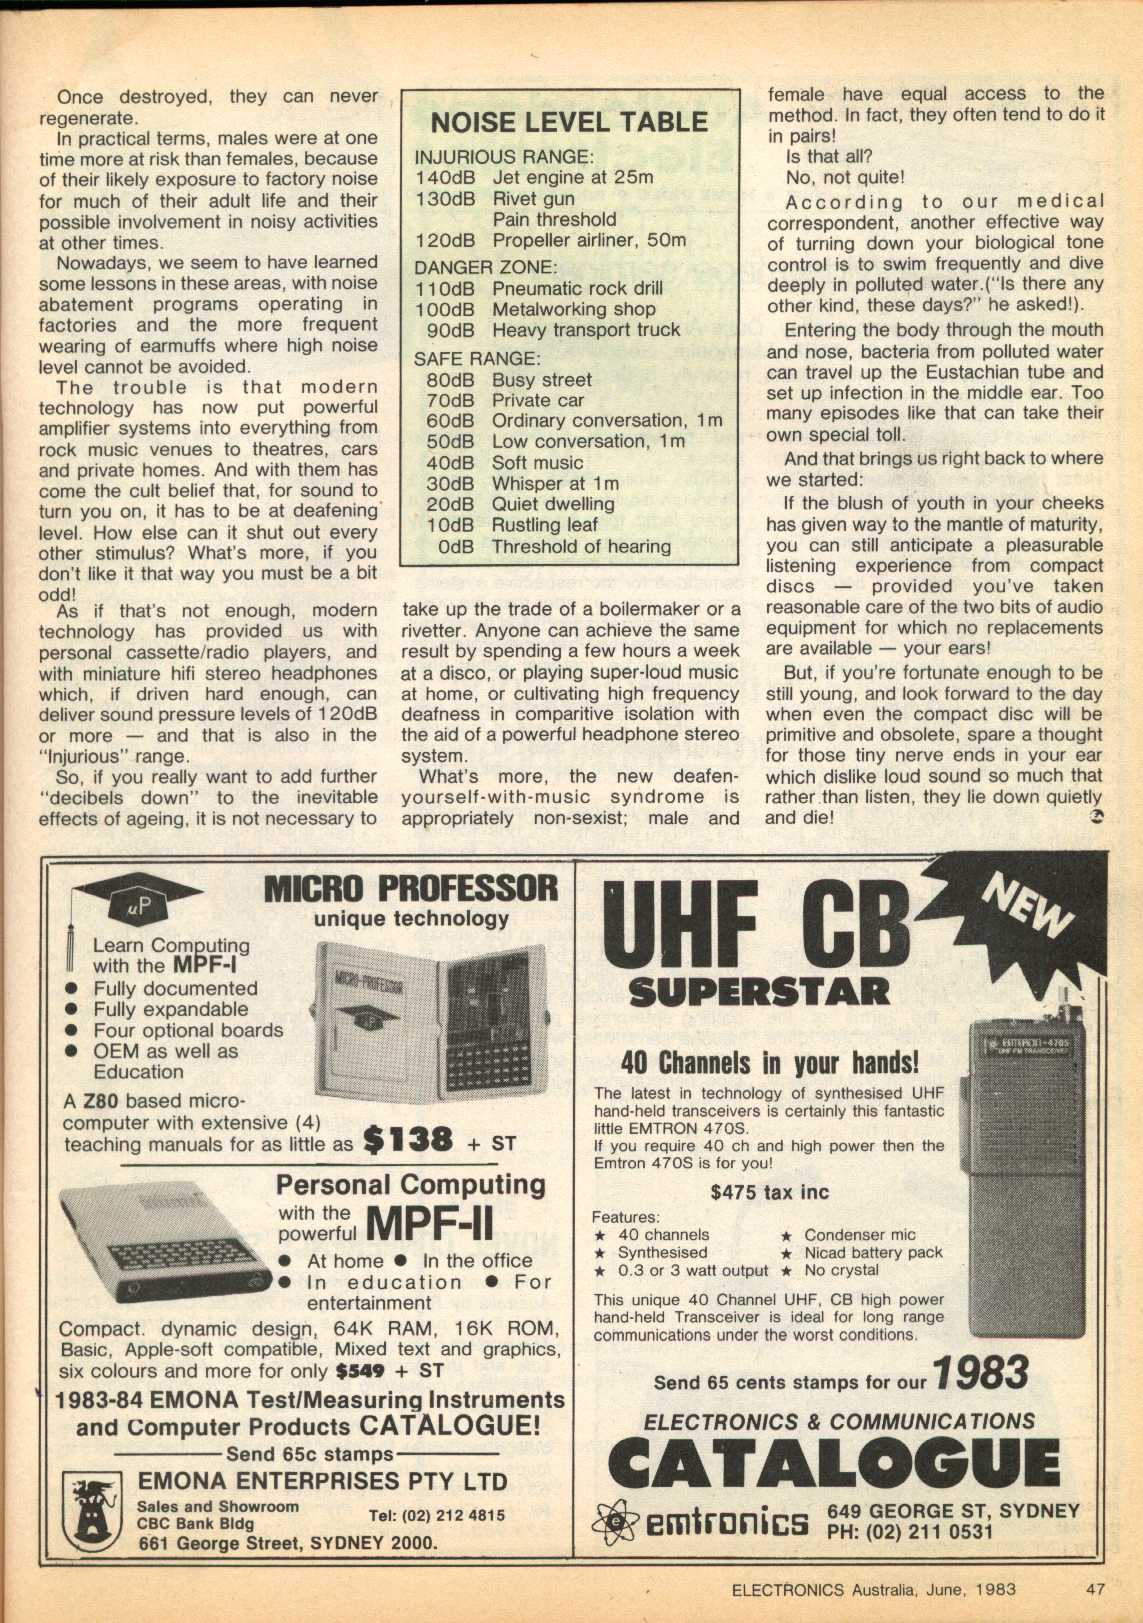 Once destroyed, they can never
regenerate.
In practical terms, males were at one
time more at risk than females, because
of their likely exposure to factory noise
for much of their adult life and their
possible involvement in noisy activities
at other times.
Nowadays, we seem to have learned
some lessons in these areas, with noise
abatement programs operating in
factories and the more frequent
wearing of earmuffs where high noise
level cannot be avoided.
The trouble is that modern
technology has now put powerful
amplifier systems into everything from
rock music venues to theatres, cars
and private homes. And with them has
come the cult belief that, for sound to
turn you on, it has to be at deafening
level. How else can it shut out every
other stimulus? What's more, if you
don't like it that way you must be a bit
odd!
As if that's not enough, modern
technology has provided us with
personal cassette/radio players, and
with miniature hifi stereo headphones
which, if driven hard enough, can
deliver sound pressure levels of 120dB
or more — and that is also in the
"Injurious" range.
So, if you really want to add further
"decibels down" to the inevitable
effects of ageing, it is not necessary to
NOISE LEVEL TABLE
INJURIOUS RANGE:
140dB Jet engine at 25m
130dB Rivet gun
Pain threshold
120dB Propeller airliner, 50m
DANGER ZONE:
110dB Pneumatic rock drill
100dB Metalworking shop
90dB Heavy transport truck
SAFE RANGE:
80dB Busy street
70dB Private car
60dB Ordinary conversation, 1m
50dB Low conversation, 1m
40dB Soft music
30dB Whisper at 1m
20dB Quiet dwelling
10dB Rustling leaf
0dB Threshold of hearing
take up the trade of a boilermaker or a
rivetter. Anyone can achieve the same
result by spending a few hours a week
at a disco, or playing super-loud music
at home, or cultivating high frequency
deafness in comparitive isolation with
the aid of a powerful headphone stereo
system.
What's more, the new deafen-
yourself-with-music syndrome is
appropriately non-sexist; male and
female have equal access to the
method. In fact, they often tend to do it
in pairs!
Is that all?
No, not quite!
According to our medical
correspondent, another effective way
of turning down your biological tone
control is to swim frequently and dive
deeply in polluted water.("Is there any
other kind, these days?" he asked!).
Entering the body through the mouth
and nose, bacteria from polluted water
can travel up the Eustachian tube and
set up infection in the middle ear. Too
many episodes like that can take their
own special toll.
And that brings us right back to where
we started:
If the blush of youth in your cheeks
has given way to the mantle of maturity,
you can still anticipate a pleasurable
listening experience from compact
discs — provided you've taken
reasonable care of the two bits of audio
equipment for which no replacements
are available — your ears!
But, if you're fortunate enough to be
still young, and look forward to the day
when even the compact disc will be
primitive and obsolete, spare a thought
for those tiny nerve ends in your ear
which dislike loud sound so much that
rather than listen, they lie down quietly
and die!
µP
MICRO PROFESSOR
unique technology
Learn Computing
with the MPF-I
● Fully documented
● Fully expandable
● Four optional boards
● OEM as well as
Education
MICRO-PROFESSOR
µP
A Z80 based micro-
computer with extensive (4)
teaching manuals for as little as $138 + ST
Personal Computing
with the
powerful MPF-II
● At home ● In the office
● In education ● For
entertainment
Compact. dynamic design, 64K RAM, 16K ROM,
Basic, Apple-soft compatible, Mixed text and graphics,
six colours and more for only $549 + ST
1983-84 EMONA Test/Measuring Instruments
and Computer Products CATALOGUE!
Send 65c stamps
EMONA ENTERPRISES PTY LTD
Sales and Showroom
CBC Bank Bldg
Tel: (02) 212 4815
661 George Street, SYDNEY 2000.
UHF CB
NEW
SUPERSTAR
40 Channels in your hands!
EMTRON-470S
UHF FM TRANSCEIVER
The latest in technology of synthesised UHF
hand-held transceivers is certainly this fantastic
little EMTRON 470S.
If you require 40 ch and high power then the
Emtron 470S is for you!
$475 tax inc
Features:
★ 40 channels ★ Condenser mic
★ Synthesised ★ Nicad battery pack
★ 0.3 or 3 watt output ★ No crystal
This unique 40 Channel UHF, CB high power
hand-held Transceiver is ideal for long range
communications under the worst conditions.
Send 65 cents stamps for our 1983
ELECTRONICS & COMMUNICATIONS
CATALOGUE
e emtronics
649 GEORGE ST, SYDNEY
PH: (02) 211 0531
ELECTRONICS Australia, June, 1983 47